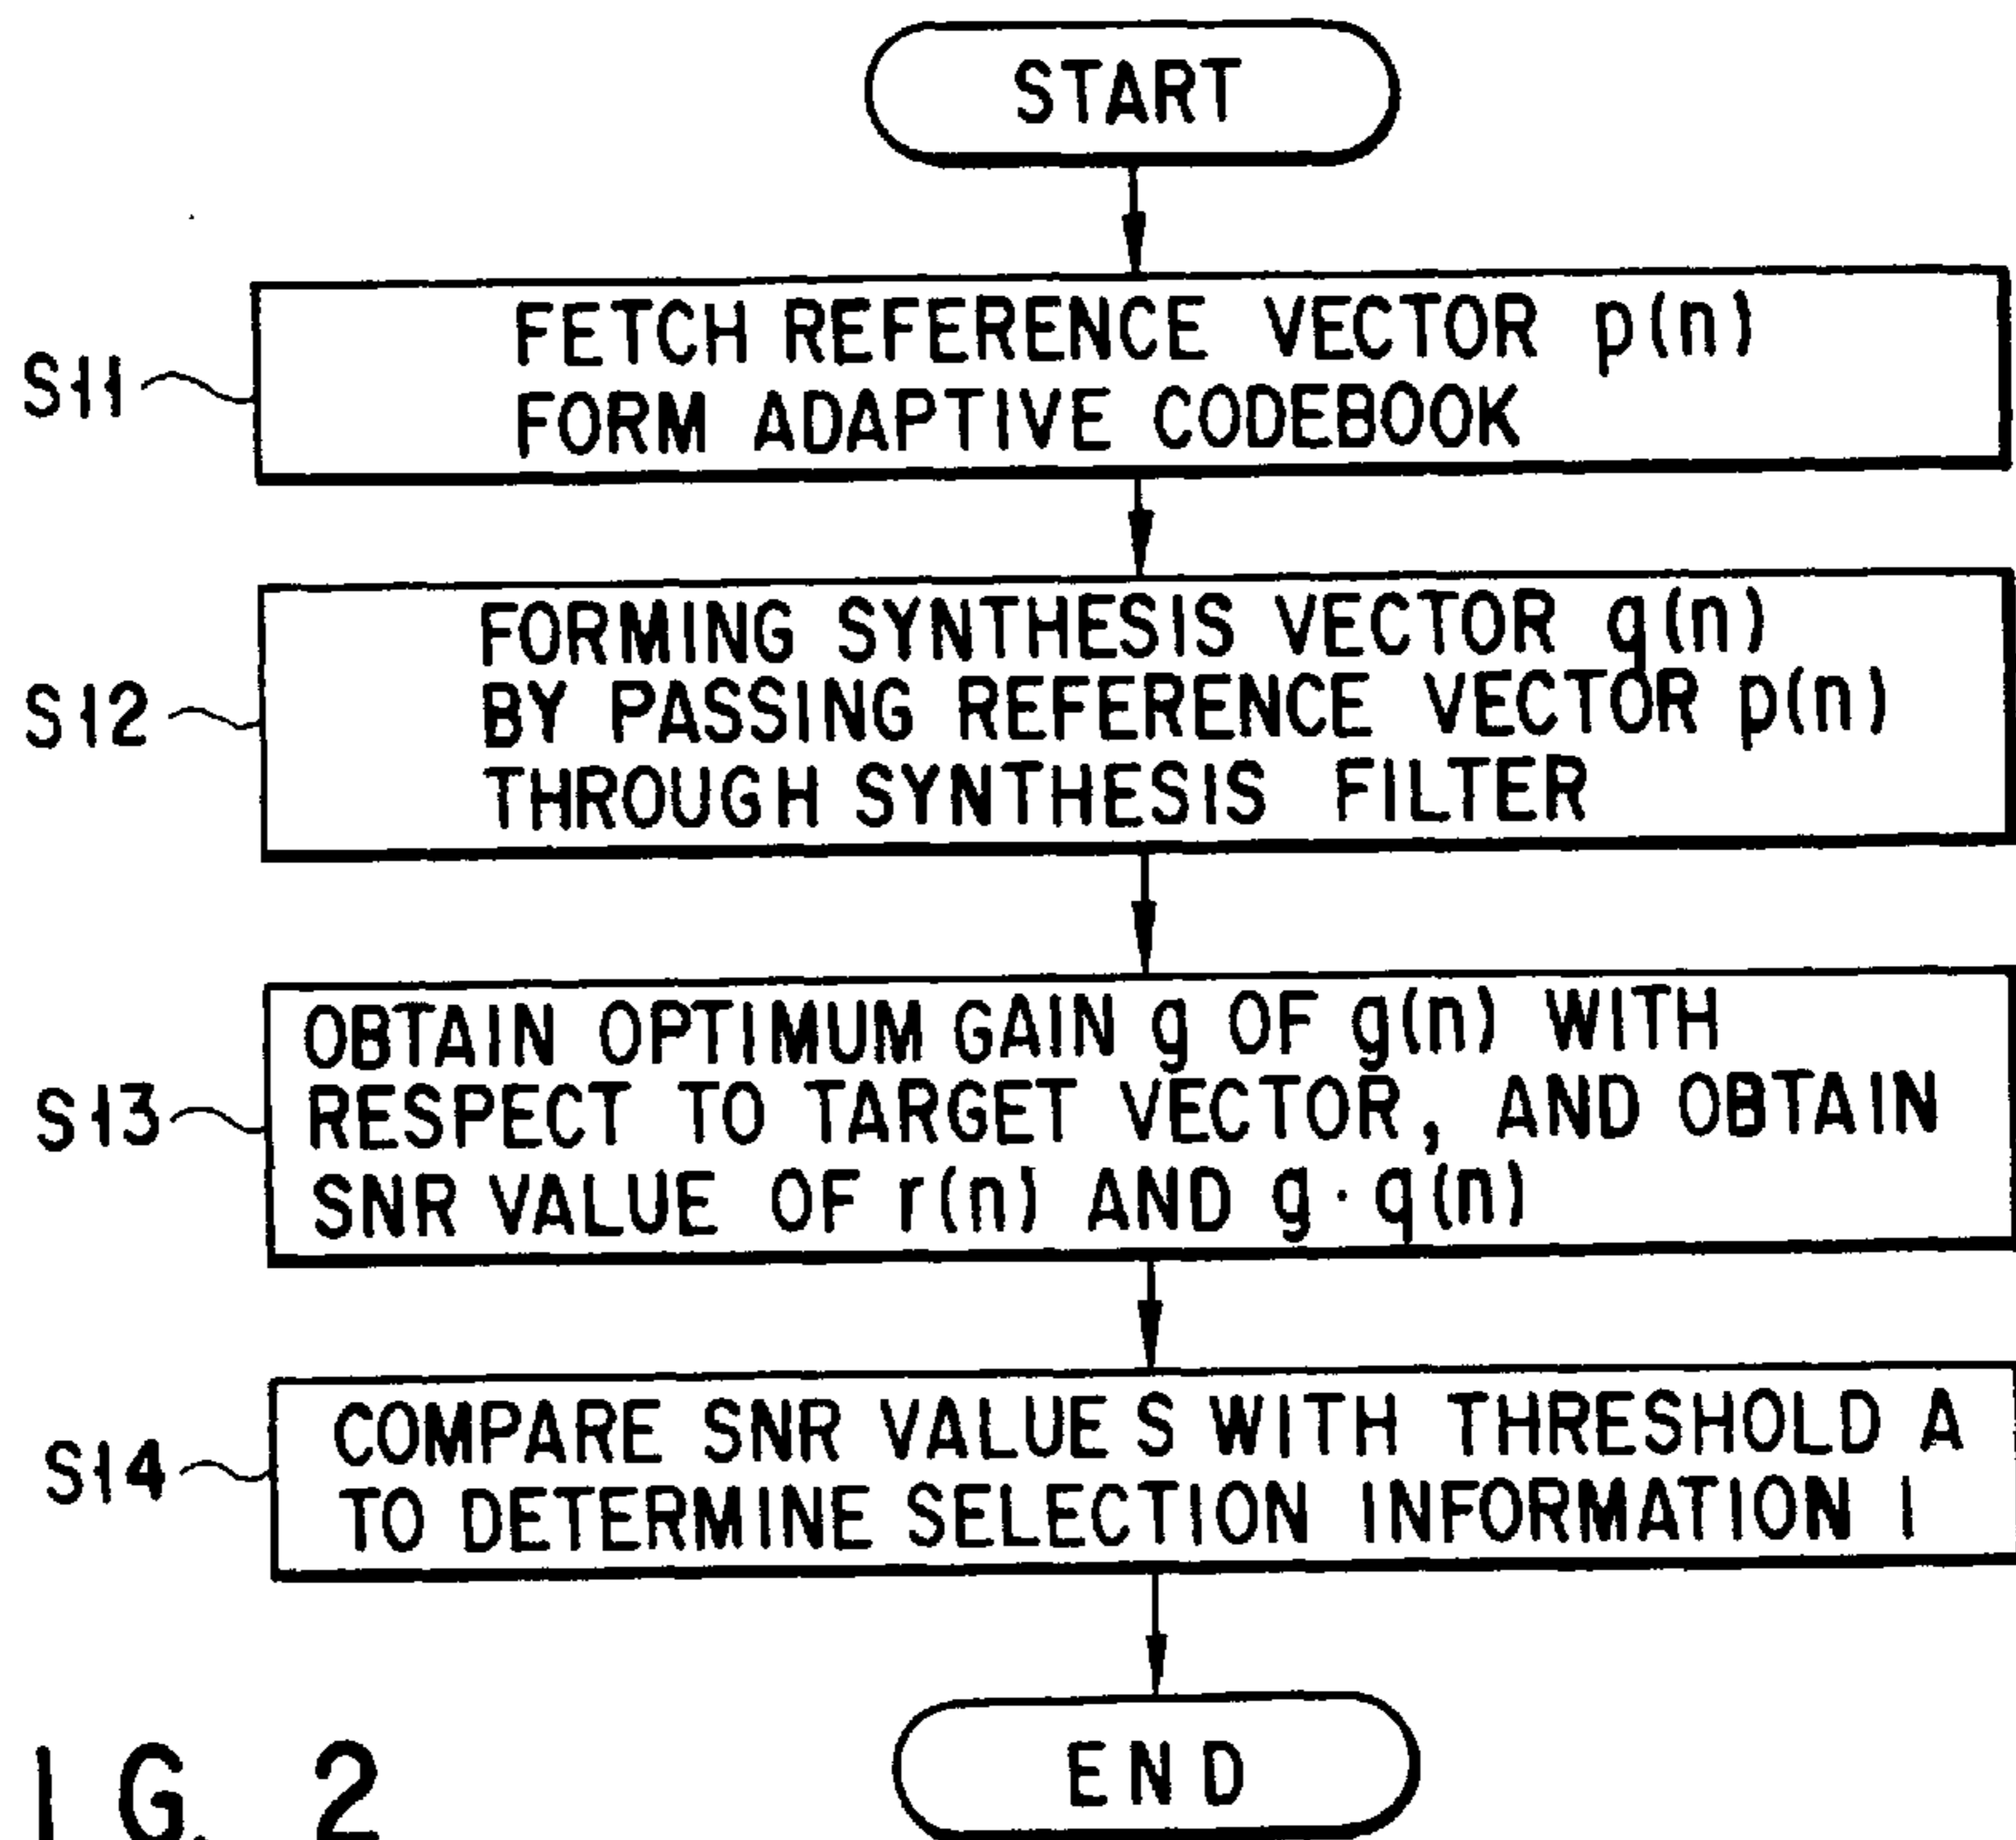 START
S11
FETCH REFERENCE VECTOR p(n)
FORM ADAPTIVE CODEBOOK
S12
FORMING SYNTHESIS VECTOR q(n)
BY PASSING REFERENCE VECTOR p(n)
THROUGH SYNTHESIS FILTER
S13
OBTAIN OPTIMUM GAIN g OF g(n) WITH
RESPECT TO TARGET VECTOR, AND OBTAIN
SNR VALUE OF r(n) AND g·q(n)
S14
COMPARE SNR VALUE S WITH THRESHOLD A
TO DETERMINE SELECTION INFORMATION I
END
IG. 2